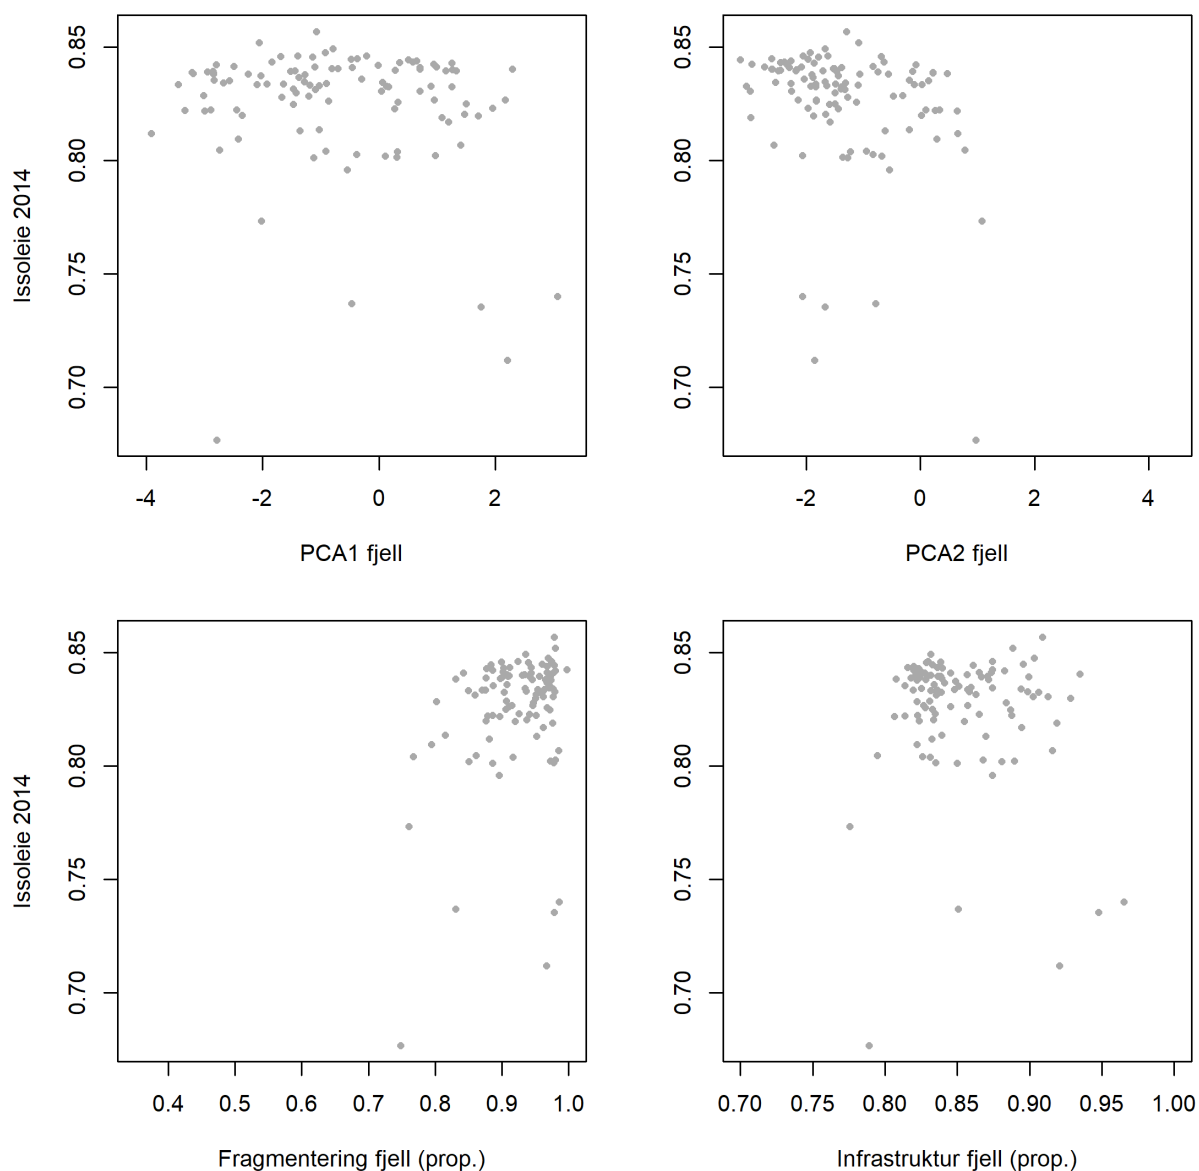 Issoleie 2014
0.70 0.75 0.80 0.85
-4 -2 0 2
PCA1 fjell
0.70 0.75 0.80 0.85
-2 0 2 4
PCA2 fjell
Issoleie 2014
0.70 0.75 0.80 0.85
0.4 0.5 0.6 0.7 0.8 0.9 1.0
Fragmentering fjell (prop.)
0.70 0.75 0.80 0.85
0.70 0.75 0.80 0.85 0.90 0.95 1.00
Infrastruktur fjell (prop.)